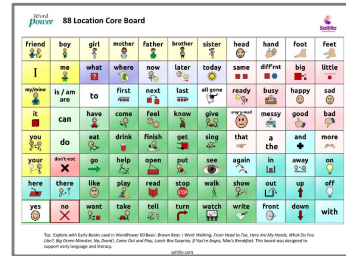 Word
Power
88 Location Core Board
Saltillo
friend boy girl mother father brother sister head hand foot feet
I me what where now later today same diff'rnt big little
my/mine is / am are to first next last all gone ready busy happy sad
it can have come feel know give angry/mad messy good bad
you do eat drink finish get sing that the and more
your don't-not go help open put see again in away on
here there like play read stop walk show out up off
yes no want take tell turn watch write front down with
Tip: Explore with Early Books used in WordPower 60 Basic: Brown Bear, I Went Walking, From Head to Toe, Here Are My Hands, What Do You
Like?, Big Green Monster, No, David!, Come Out and Play, Lunch Box Surprise, If You're Angry, Max's Breakfast. This board was designed to
support early language and literacy.
saltillo.com